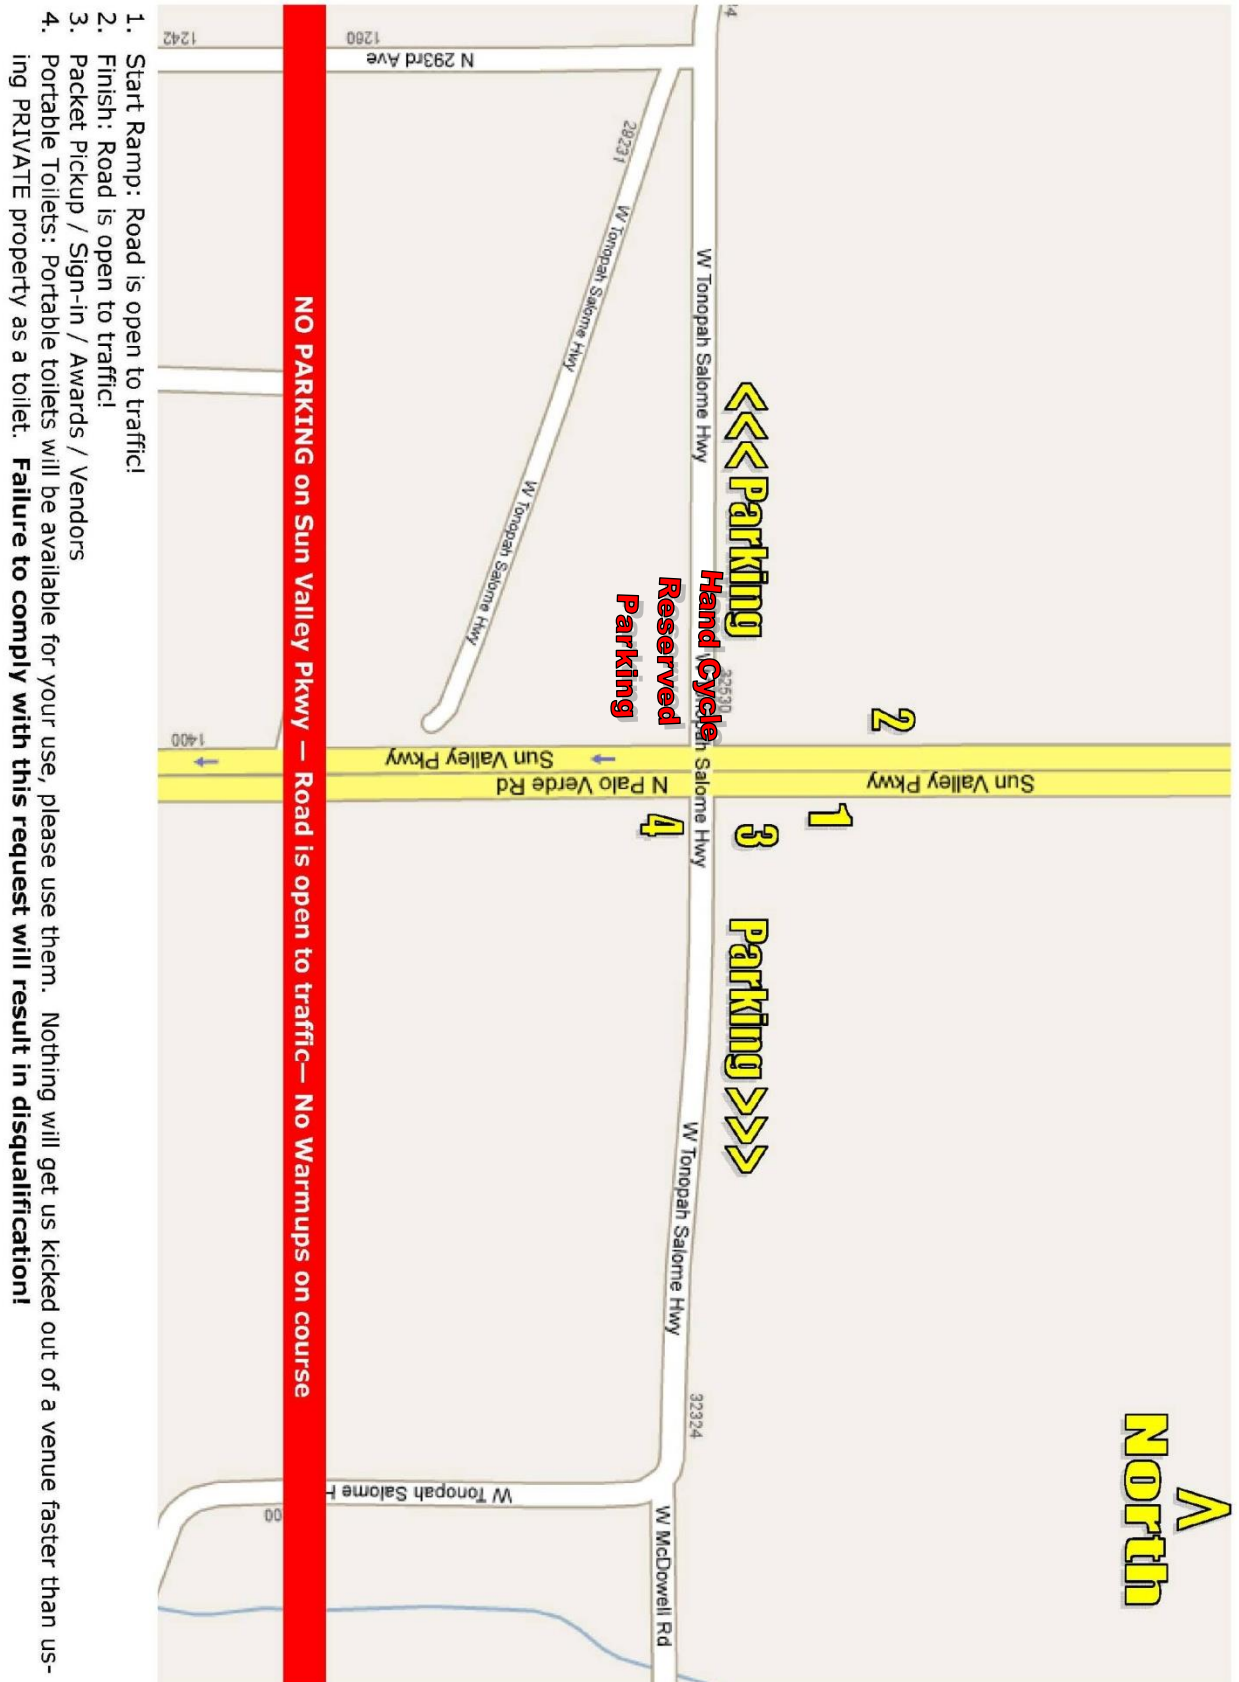 ^
North
2
1
3
4
<<< Parking
Parking >>>
Hand Cycle
Reserved
Parking
W Tonopah Salome Hwy
W Tonopah Salome Hwy
W Tonopah Salome Hwy
32530
32324
W McDowell Rd
Sun Valley Pkwy
Sun Valley Pkwy
Sun Valley Pkwy
N Palo Verde Rd
N 293rd Ave
29231
W Tonopah Salome Hwy
W Tonopah Salome Hwy
W Tonopah Salome H
1260
1242
1400
00
NO PARKING on Sun Valley Pkwy — Road is open to traffic— No Warmups on course
1. Start Ramp: Road is open to traffic!
2. Finish: Road is open to traffic!
3. Packet Pickup / Sign-in / Awards / Vendors
4. Portable Toilets: Portable toilets will be available for your use, please use them. Nothing will get us kicked out of a venue faster than us-
ing PRIVATE property as a toilet. Failure to comply with this request will result in disqualification!